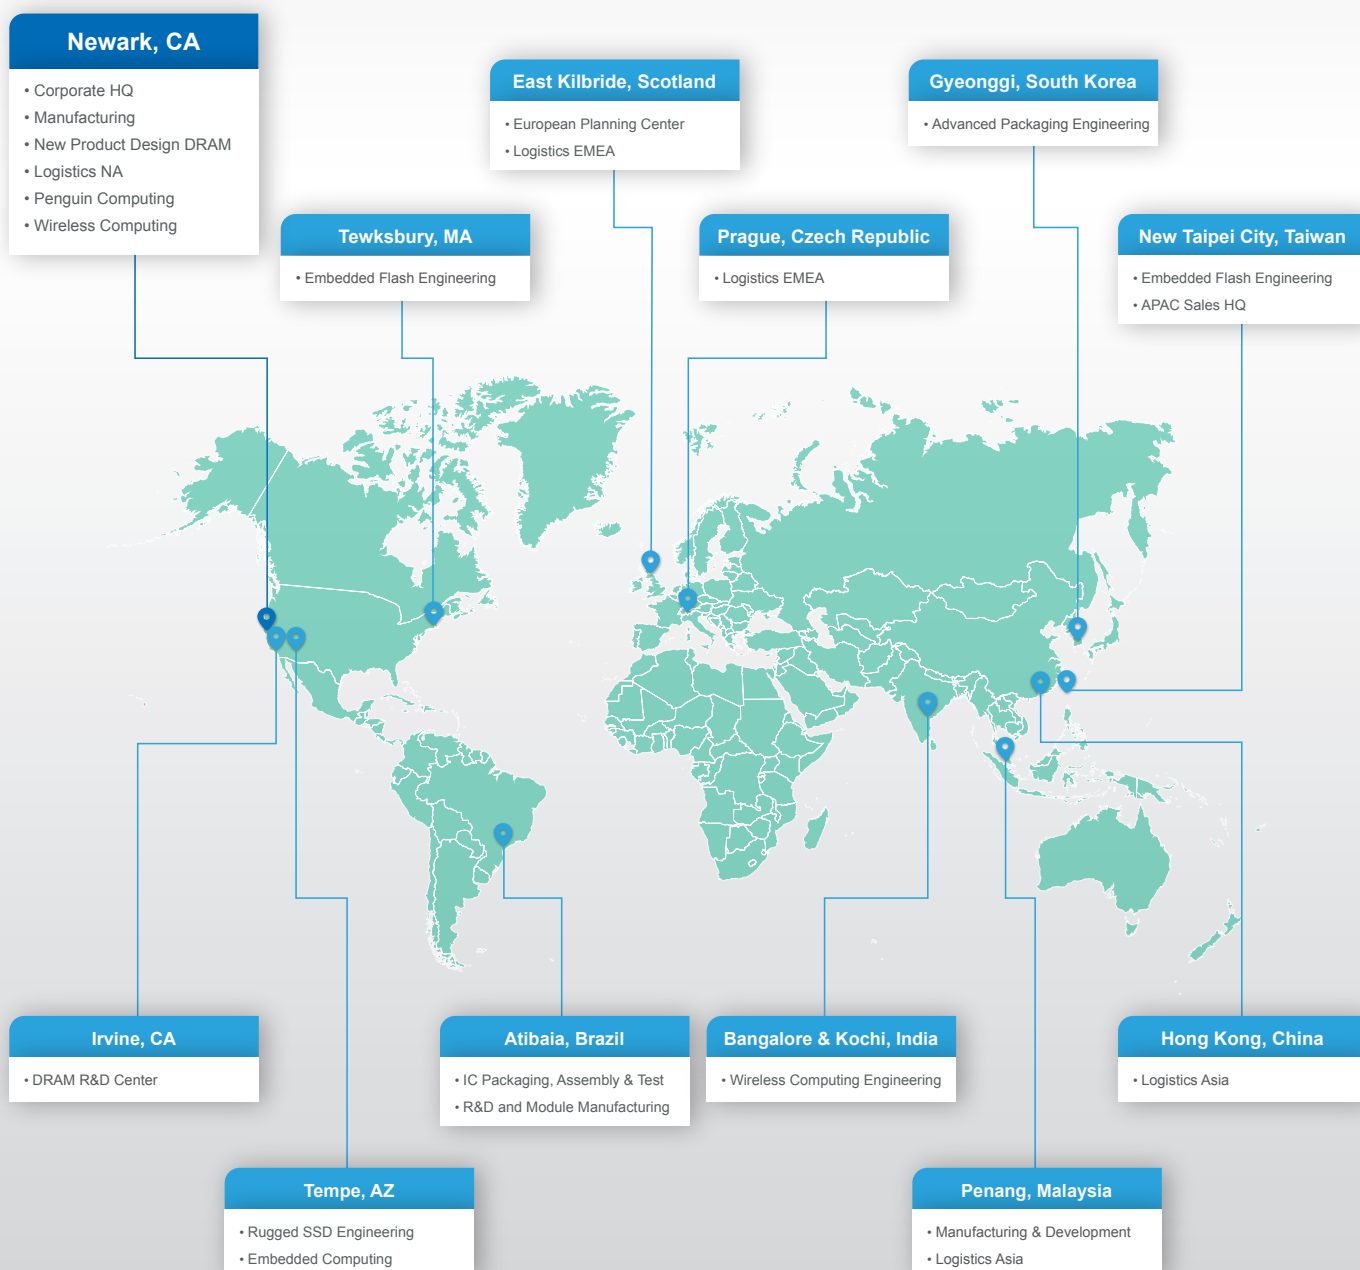 Newark, CA
• Corporate HQ
• Manufacturing
• New Product Design DRAM
• Logistics NA
• Penguin Computing
• Wireless Computing
East Kilbride, Scotland
• European Planning Center
• Logistics EMEA
Gyeonggi, South Korea
• Advanced Packaging Engineering
Tewksbury, MA
• Embedded Flash Engineering
Prague, Czech Republic
• Logistics EMEA
New Taipei City, Taiwan
• Embedded Flash Engineering
• APAC Sales HQ
Irvine, CA
• DRAM R&D Center
Atibaia, Brazil
• IC Packaging, Assembly & Test
• R&D and Module Manufacturing
Bangalore & Kochi, India
• Wireless Computing Engineering
Hong Kong, China
• Logistics Asia
Tempe, AZ
• Rugged SSD Engineering
• Embedded Computing
Penang, Malaysia
• Manufacturing & Development
• Logistics Asia